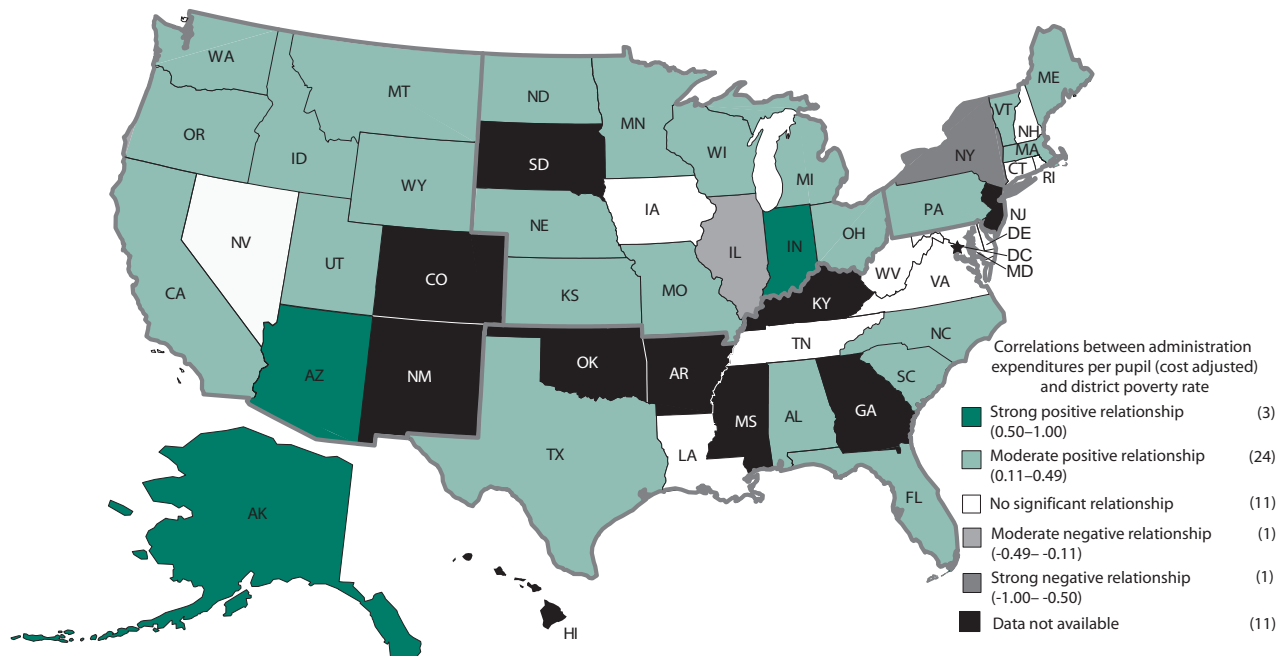 WA
MT
ND
MN
ME
VT
NH
OR
ID
SD
WI
NY
MA
WY
MI
CT
RI
IA
NE
PA
NV
IL
IN
OH
NJ
DE
UT
CO
DC
MD
WV
VA
CA
KS
MO
KY
TN
NC
AZ
NM
OK
AR
SC
MS
AL
GA
TX
LA
FL
AK
HI
Correlations between administration
expenditures per pupil (cost adjusted)
and district poverty rate
Strong positive relationship (3)
(0.50–1.00)
Moderate positive relationship (24)
(0.11–0.49)
No significant relationship (11)
Moderate negative relationship (1)
(-0.49– -0.11)
Strong negative relationship (1)
(-1.00– -0.50)
Data not available (11)